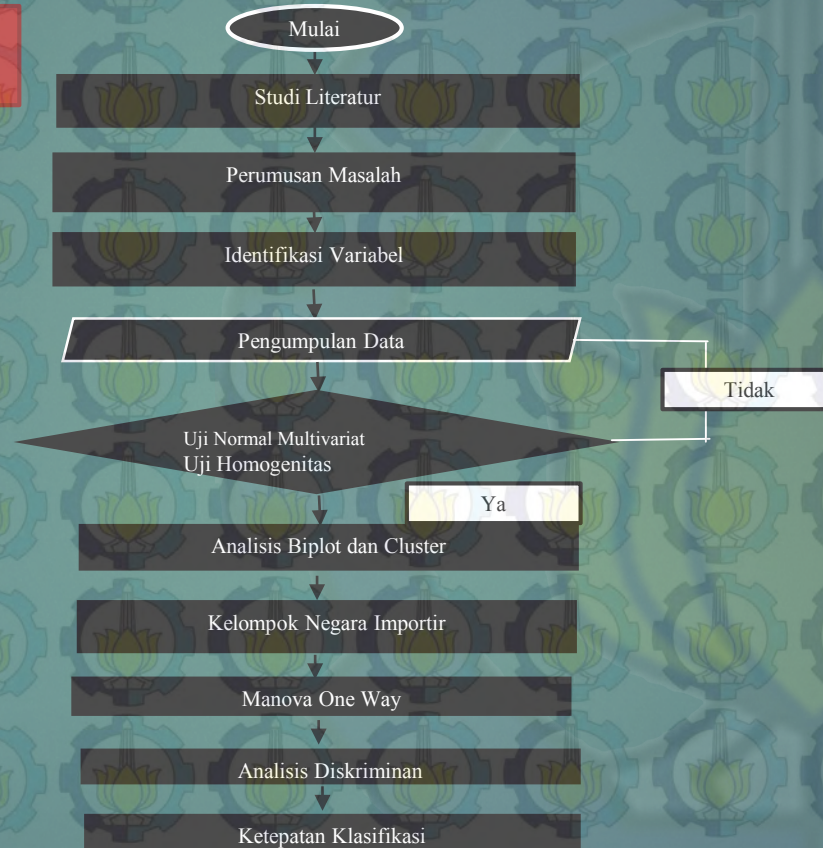 Mulai
Studi Literatur
Perumusan Masalah
Identifikasi Variabel
Pengumpulan Data
Tidak
Uji Normal Multivariat
Uji Homogenitas
Ya
Analisis Biplot dan Cluster
Kelompok Negara Importir
Manova One Way
Analisis Diskriminan
Ketepatan Klasifikasi